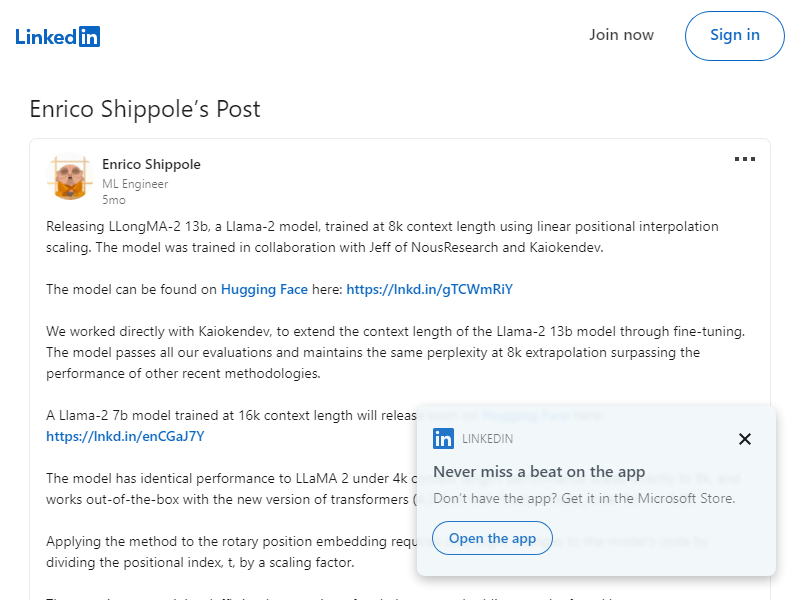 LinkedIn
Join now
Sign in
Enrico Shippole's Post
Enrico Shippole
ML Engineer
5mo
Releasing LLongMA-2 13b, a Llama-2 model, trained at 8k context length using linear positional interpolation
scaling. The model was trained in collaboration with Jeff of NousResearch and Kaiokendev.
The model can be found on Hugging Face here: https://lnkd.in/gTCWmRiY
We worked directly with Kaiokendev, to extend the context length of the Llama-2 13b model through fine-tuning.
The model passes all our evaluations and maintains the same perplexity at 8k extrapolation surpassing the
performance of other recent methodologies.
A Llama-2 7b model trained at 16k context length will release soon on Hugging Face here:
https://lnkd.in/enCGaJ7Y
The model has identical performance to LLaMA 2 under 4k
works out-of-the-box with the new version of transformers
Applying the method to the rotary position embedding
dividing the positional index, t, by a scaling factor.
LINKEDIN
Never miss a beat on the app
Don't have the app? Get it in the Microsoft Store.
Open the app